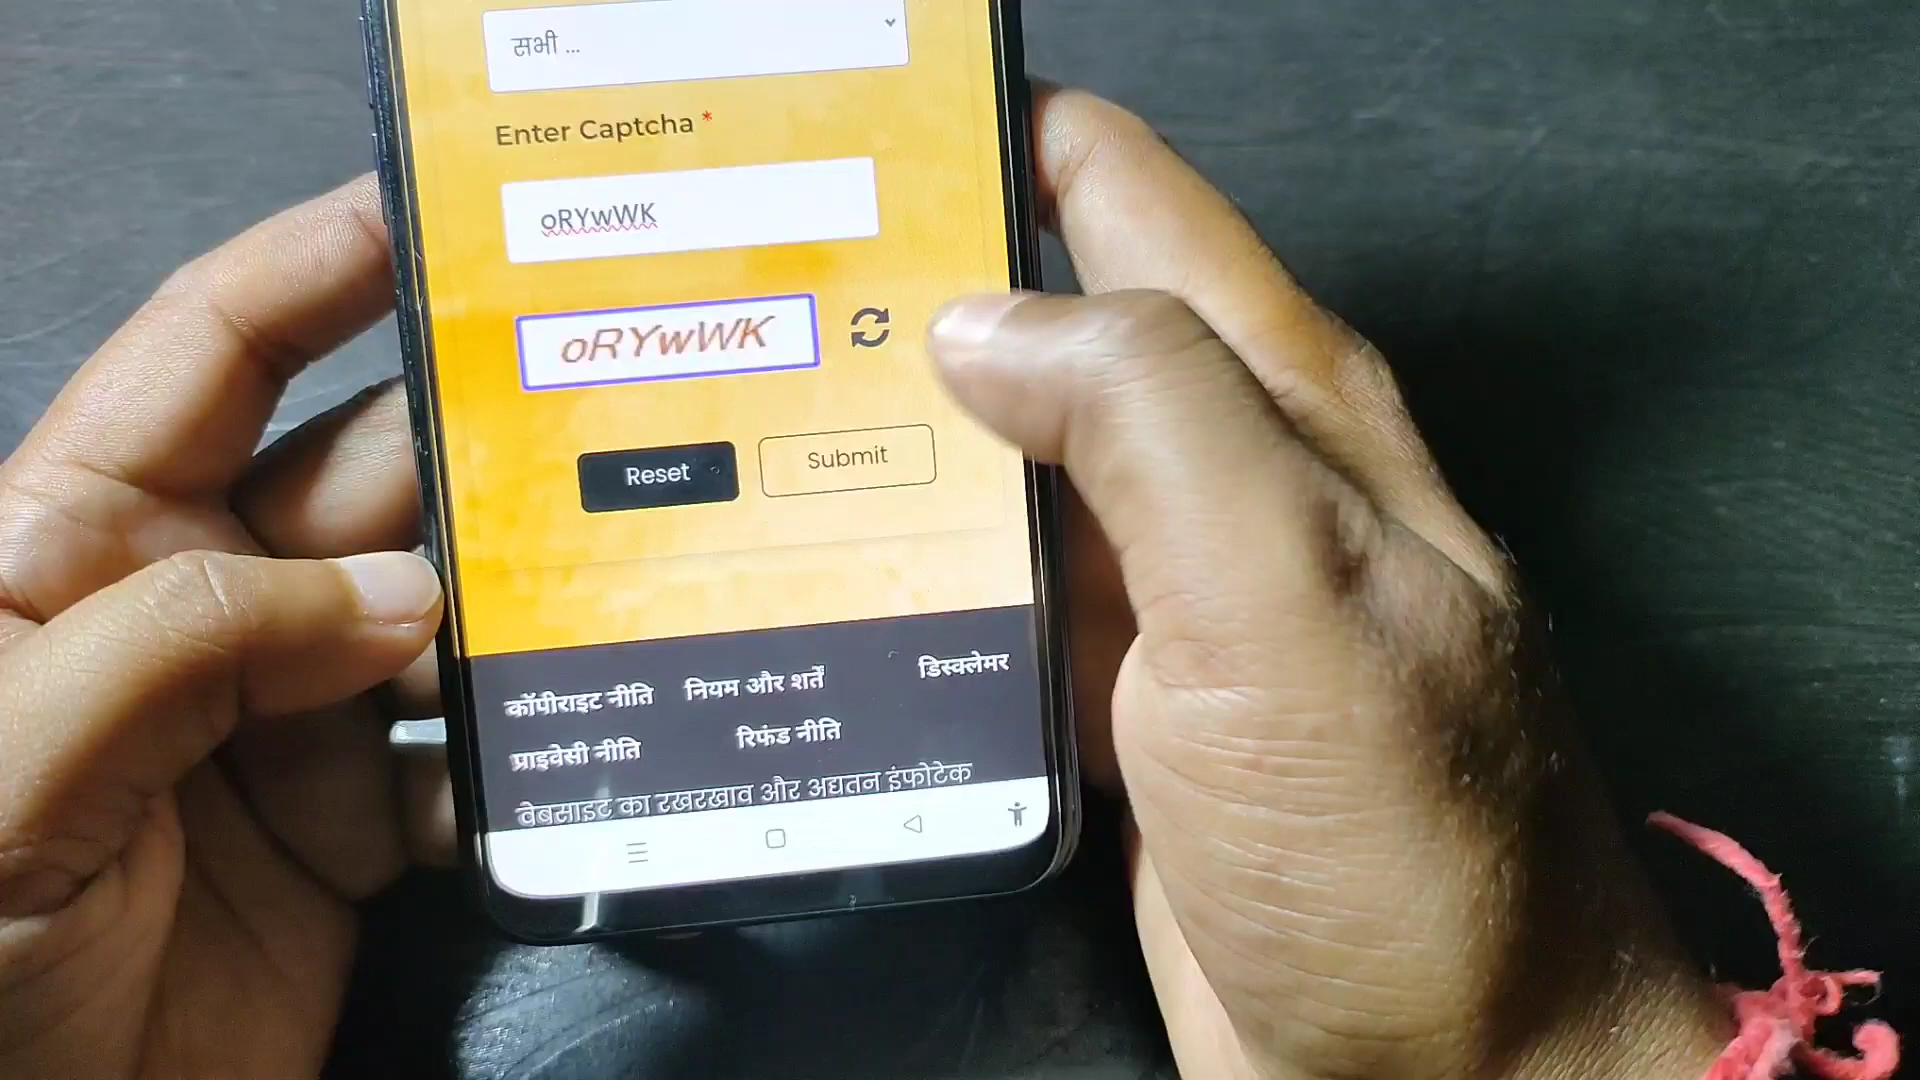 सभी ...
Enter Captcha *
oRYwWK
oRYwWK
Reset Submit
कॉपीराइट नीति नियम और शर्तें डिस्क्लेमर
प्राइवेसी नीति रिफंड नीति
वेबसाइट का रखरखाव और अद्यतन इंफोटेक